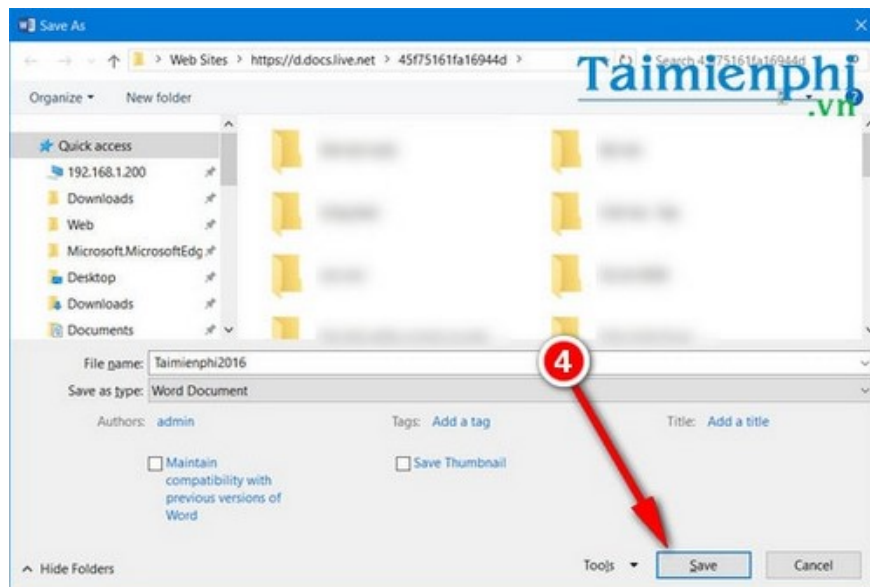 Save As
Web Sites > https://d.docs.live.net > 45f75161fa16944d >
Search 45f75161fa16944d
Taimienphi
.vn
Organize
New folder
?
Quick access
192.168.1.200
Downloads
Web
Microsoft.MicrosoftEdg
Desktop
Downloads
Documents
File name: Taimienphi2016
4
Save as type: Word Document
Authors: admin
Tags: Add a tag
Title: Add a title
Maintain
compatibility with
previous versions of
Word
Save Thumbnail
Hide Folders
Tools
Save
Cancel